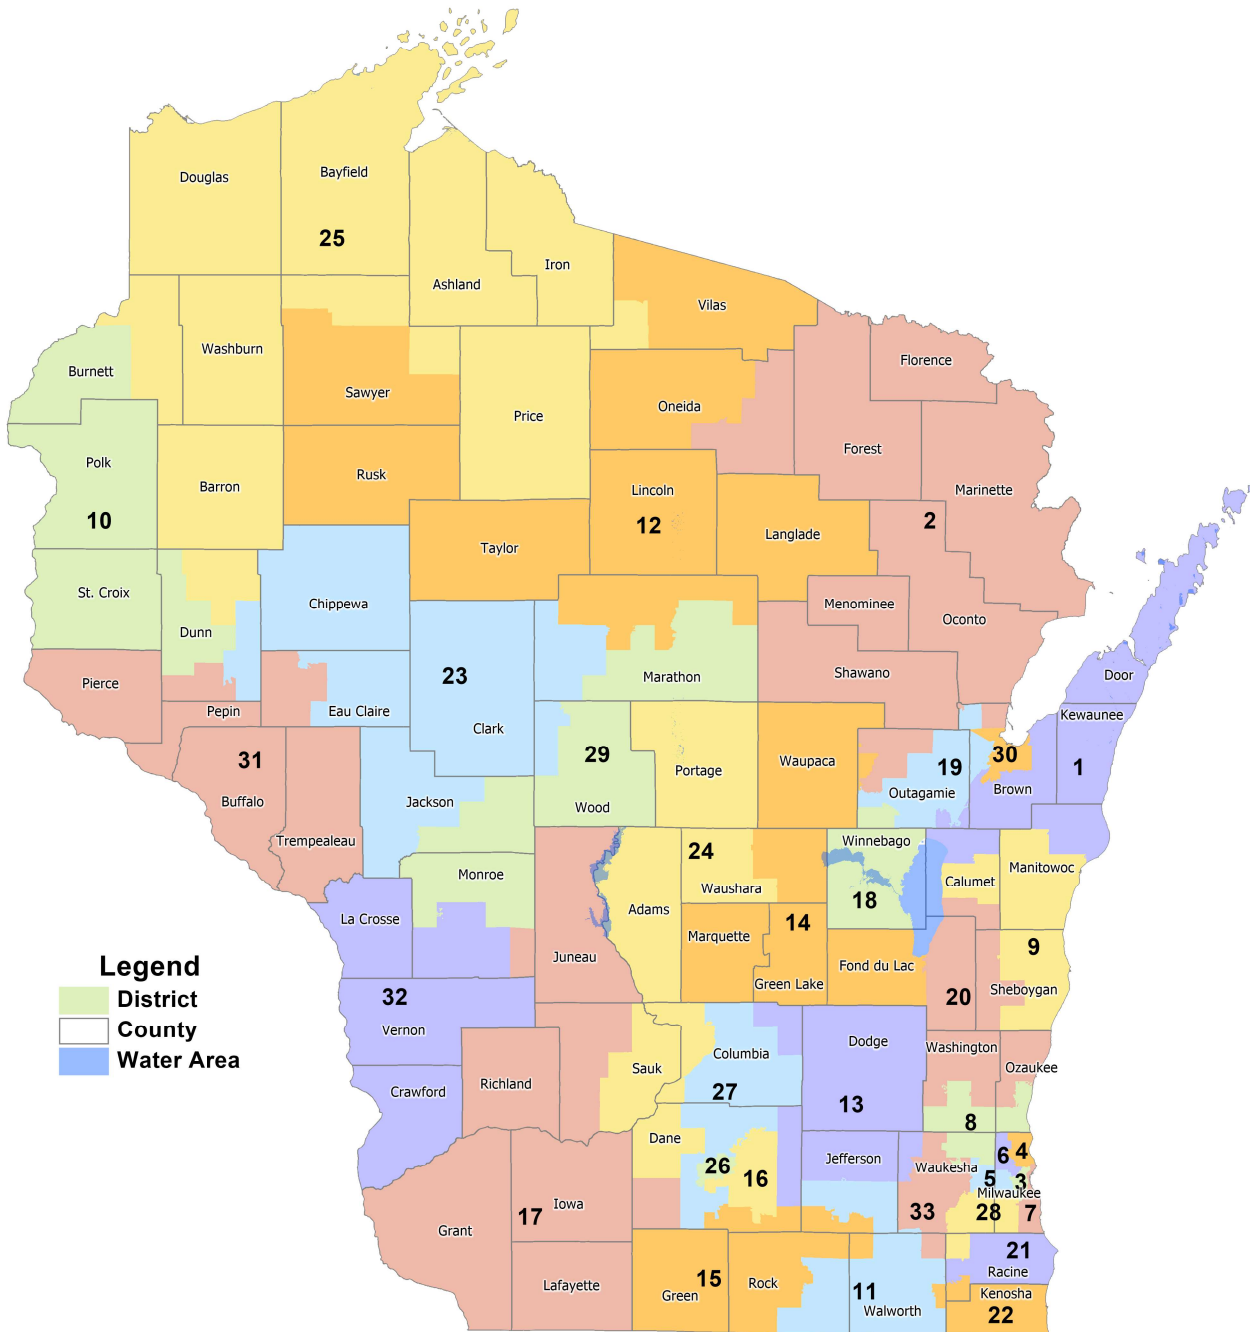 Douglas
Bayfield
25
Iron
Ashland
Vilas
Washburn
Florence
Burnett
Sawyer
Oneida
Price
Forest
Polk
Rusk
Barron
Lincoln
Marinette
10
12
2
Langlade
Taylor
St. Croix
Chippewa
Menominee
Oconto
Dunn
Marathon
Shawano
Door
Pierce
23
Pepin
Eau Claire
Kewaunee
Clark
31
29
Portage
Waupaca
19
30
1
Outagamie
Brown
Buffalo
Jackson
Wood
Trempealeau
Winnebago
24
Manitowoc
Monroe
Waushara
Calumet
18
La Crosse
Adams
14
Marquette
9
Juneau
Fond du Lac
Green Lake
Sheboygan
20
Legend
District
County
Water Area
32
Vernon
Dodge
Washington
Columbia
Sauk
Ozaukee
Richland
Crawford
27
13
8
Dane
6
4
Jefferson
Waukesha
26
16
5
3
Milwaukee
Iowa
17
33
28
7
Grant
21
Racine
Lafayette
15
Rock
11
Green
Kenosha
Walworth
22